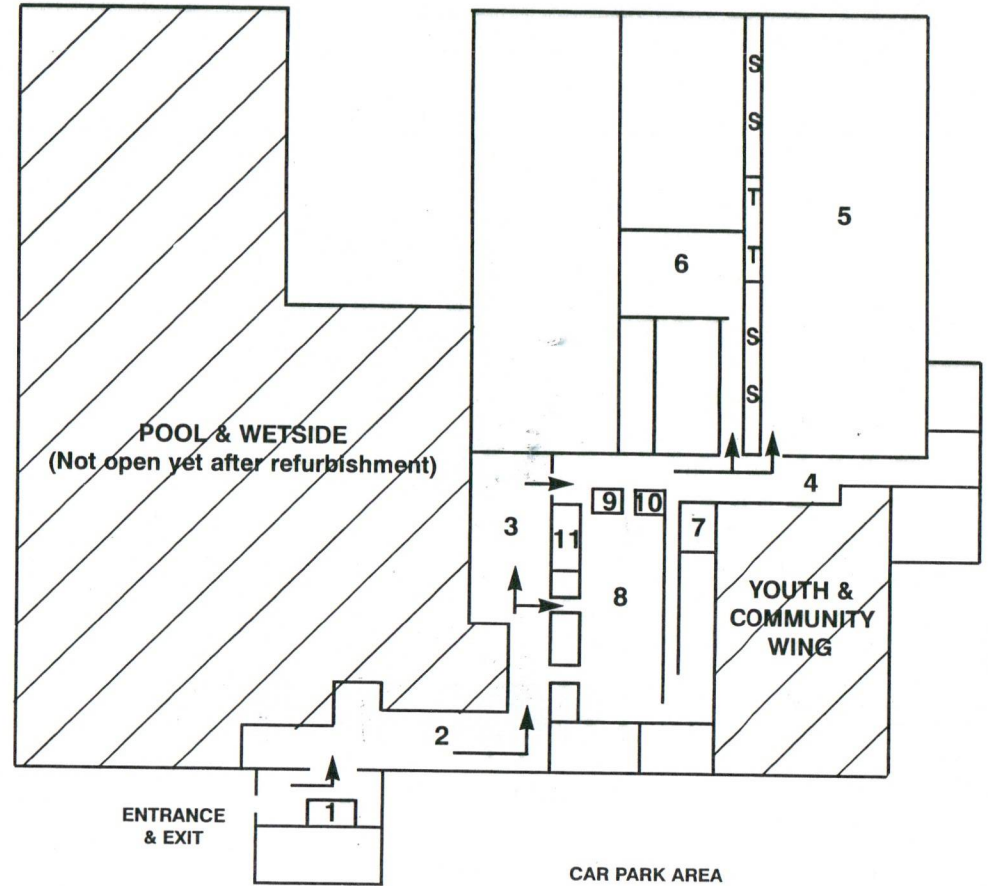 S
S
T
5
T
6
S
S
POOL & WETSIDE
(Not open yet after refurbishment)
4
9
10
3
11
7
8
YOUTH &
COMMUNITY
WING
2
1
ENTRANCE
& EXIT
CAR PARK AREA